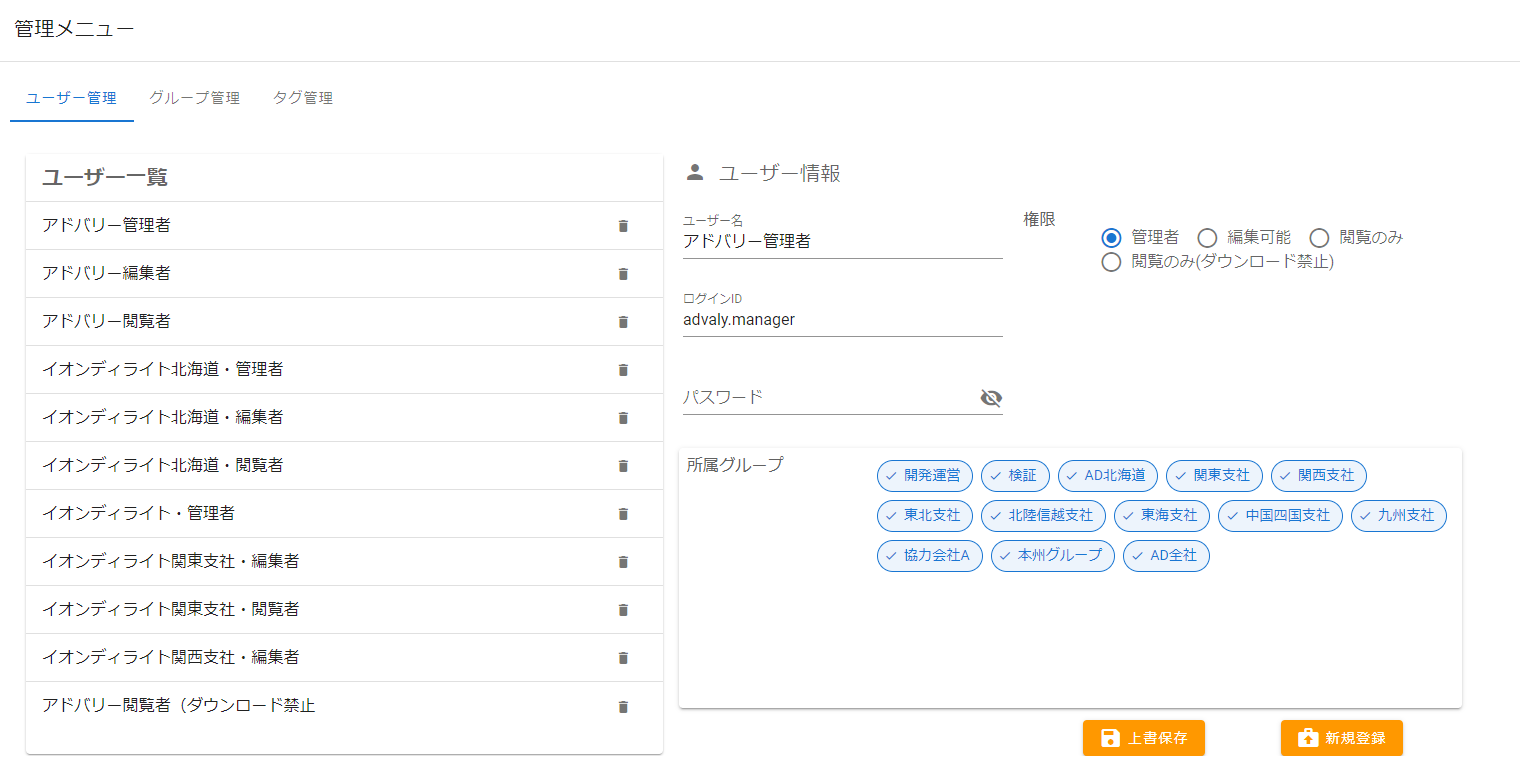 管理メニュー
ユーザー管理 グループ管理 タグ管理
ユーザー一覧
アドバリー管理者
アドバリー編集者
アドバリー閲覧者
イオンディライト北海道・管理者
イオンディライト北海道・編集者
イオンディライト北海道・閲覧者
イオンディライト・管理者
イオンディライト関東支社・編集者
イオンディライト関東支社・閲覧者
イオンディライト関西支社・編集者
アドバリー閲覧者（ダウンロード禁止
ユーザー情報
ユーザー名
アドバリー管理者
権限
管理者 編集可能 閲覧のみ
閲覧のみ(ダウンロード禁止)
ログインID
advaly.manager
パスワード
所属グループ
開発運営 検証 AD北海道 関東支社 関西支社
東北支社 北陸信越支社 東海支社 中国四国支社 九州支社
協力会社A 本州グループ AD全社
上書保存 新規登録